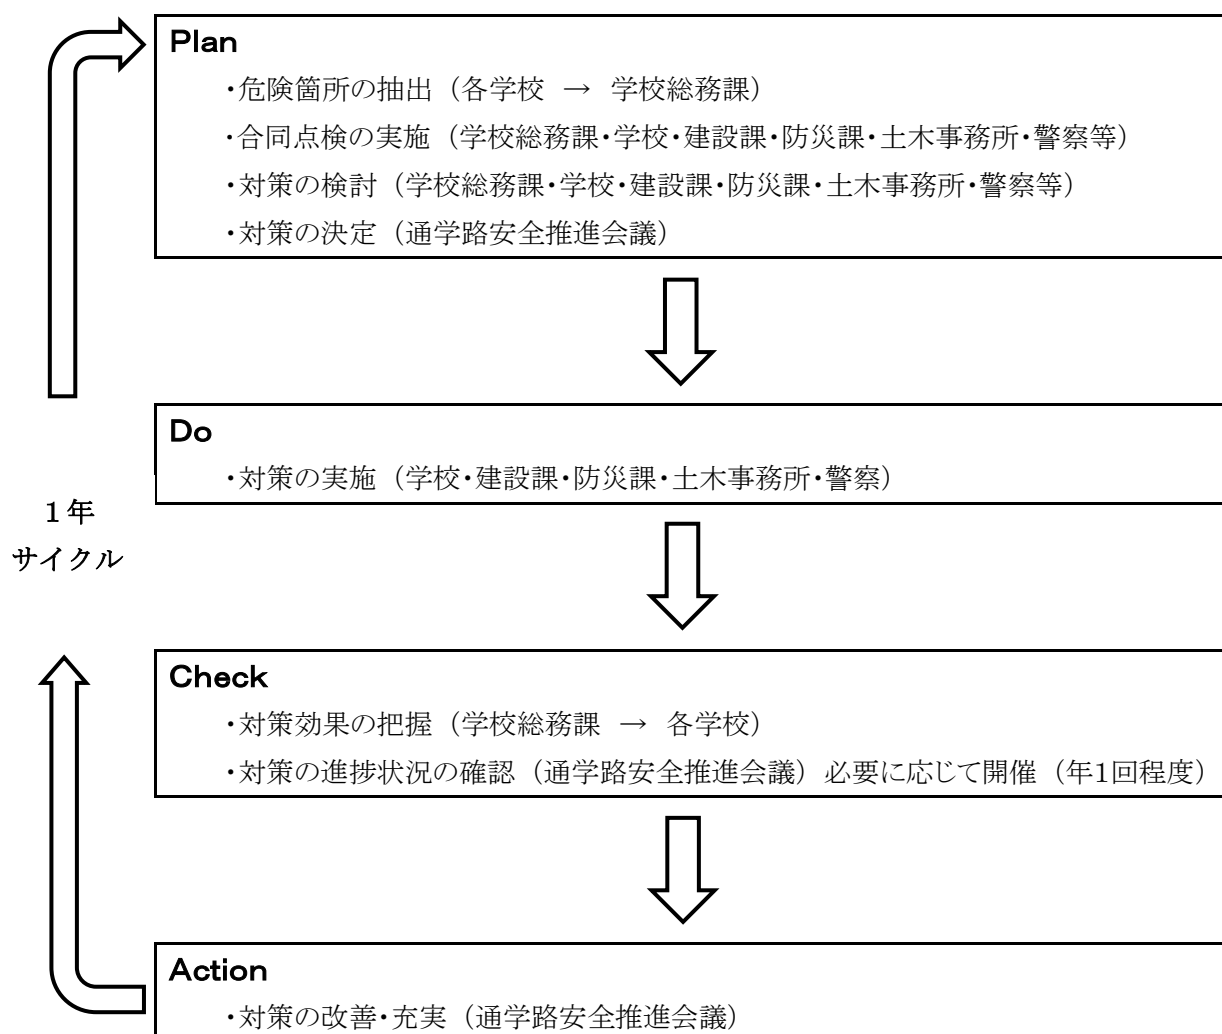 Plan
・危険箇所の抽出（各学校 → 学校総務課）
・合同点検の実施（学校総務課・学校・建設課・防災課・土木事務所・警察等）
・対策の検討（学校総務課・学校・建設課・防災課・土木事務所・警察等）
・対策の決定（通学路安全推進会議）
Do
・対策の実施（学校・建設課・防災課・土木事務所・警察）
１年
サイクル
Check
・対策効果の把握（学校総務課 → 各学校）
・対策の進捗状況の確認（通学路安全推進会議）必要に応じて開催（年1回程度）
Action
・対策の改善・充実（通学路安全推進会議）